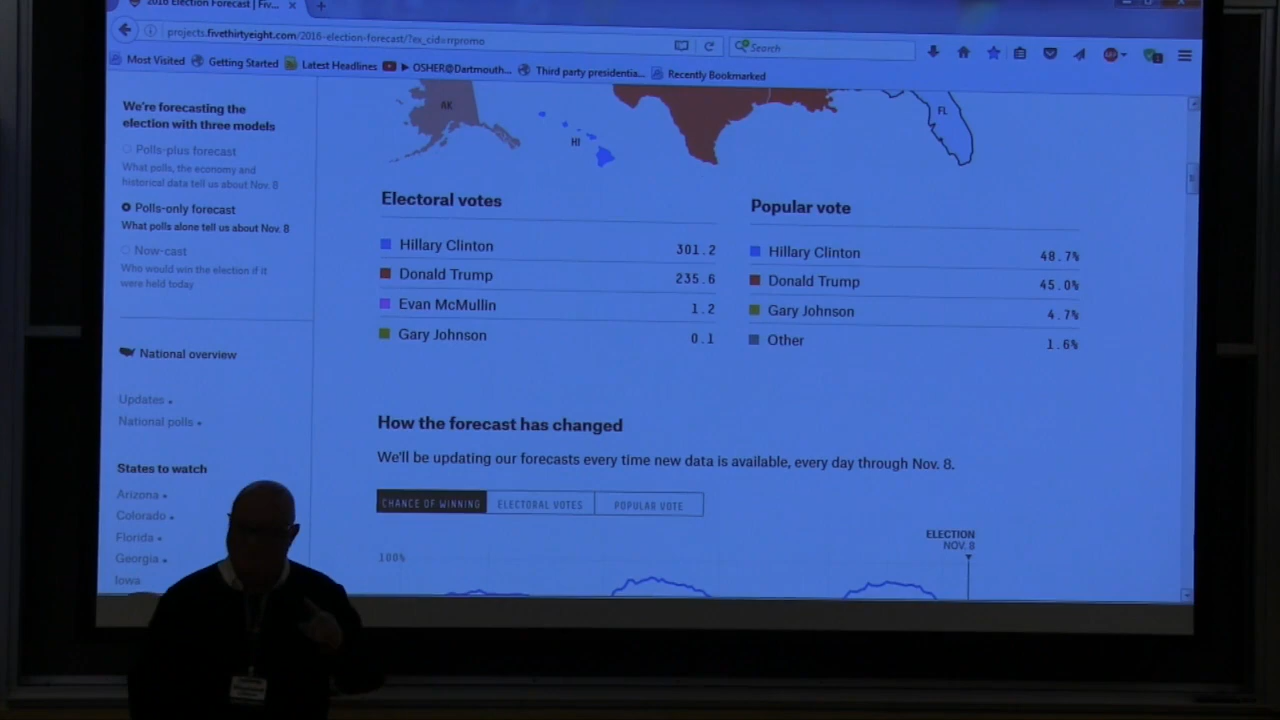 2016 Election Forecast | Fiv...
projects.fivethirtyeight.com/2016-election-forecast/?ex_cid=rrpromo
Search
Most Visited
Getting Started
Latest Headlines
OSHER@Dartmouth...
Third party presidentia...
Recently Bookmarked
We're forecasting the
election with three models
Polls-plus forecast
What polls, the economy and
historical data tell us about Nov. 8
Polls-only forecast
What polls alone tell us about Nov. 8
Now-cast
Who would win the election if it
were held today
National overview
Updates
National polls
States to watch
Arizona
Colorado
Florida
Georgia
Iowa
AK
HI
FL
Electoral votes
Hillary Clinton 301.2
Donald Trump 235.6
Evan McMullin 1.2
Gary Johnson 0.1
Popular vote
Hillary Clinton 48.7%
Donald Trump 45.0%
Gary Johnson 4.7%
Other 1.6%
How the forecast has changed
We'll be updating our forecasts every time new data is available, every day through Nov. 8.
CHANCE OF WINNING ELECTORAL VOTES POPULAR VOTE
ELECTION
NOV. 8
100%